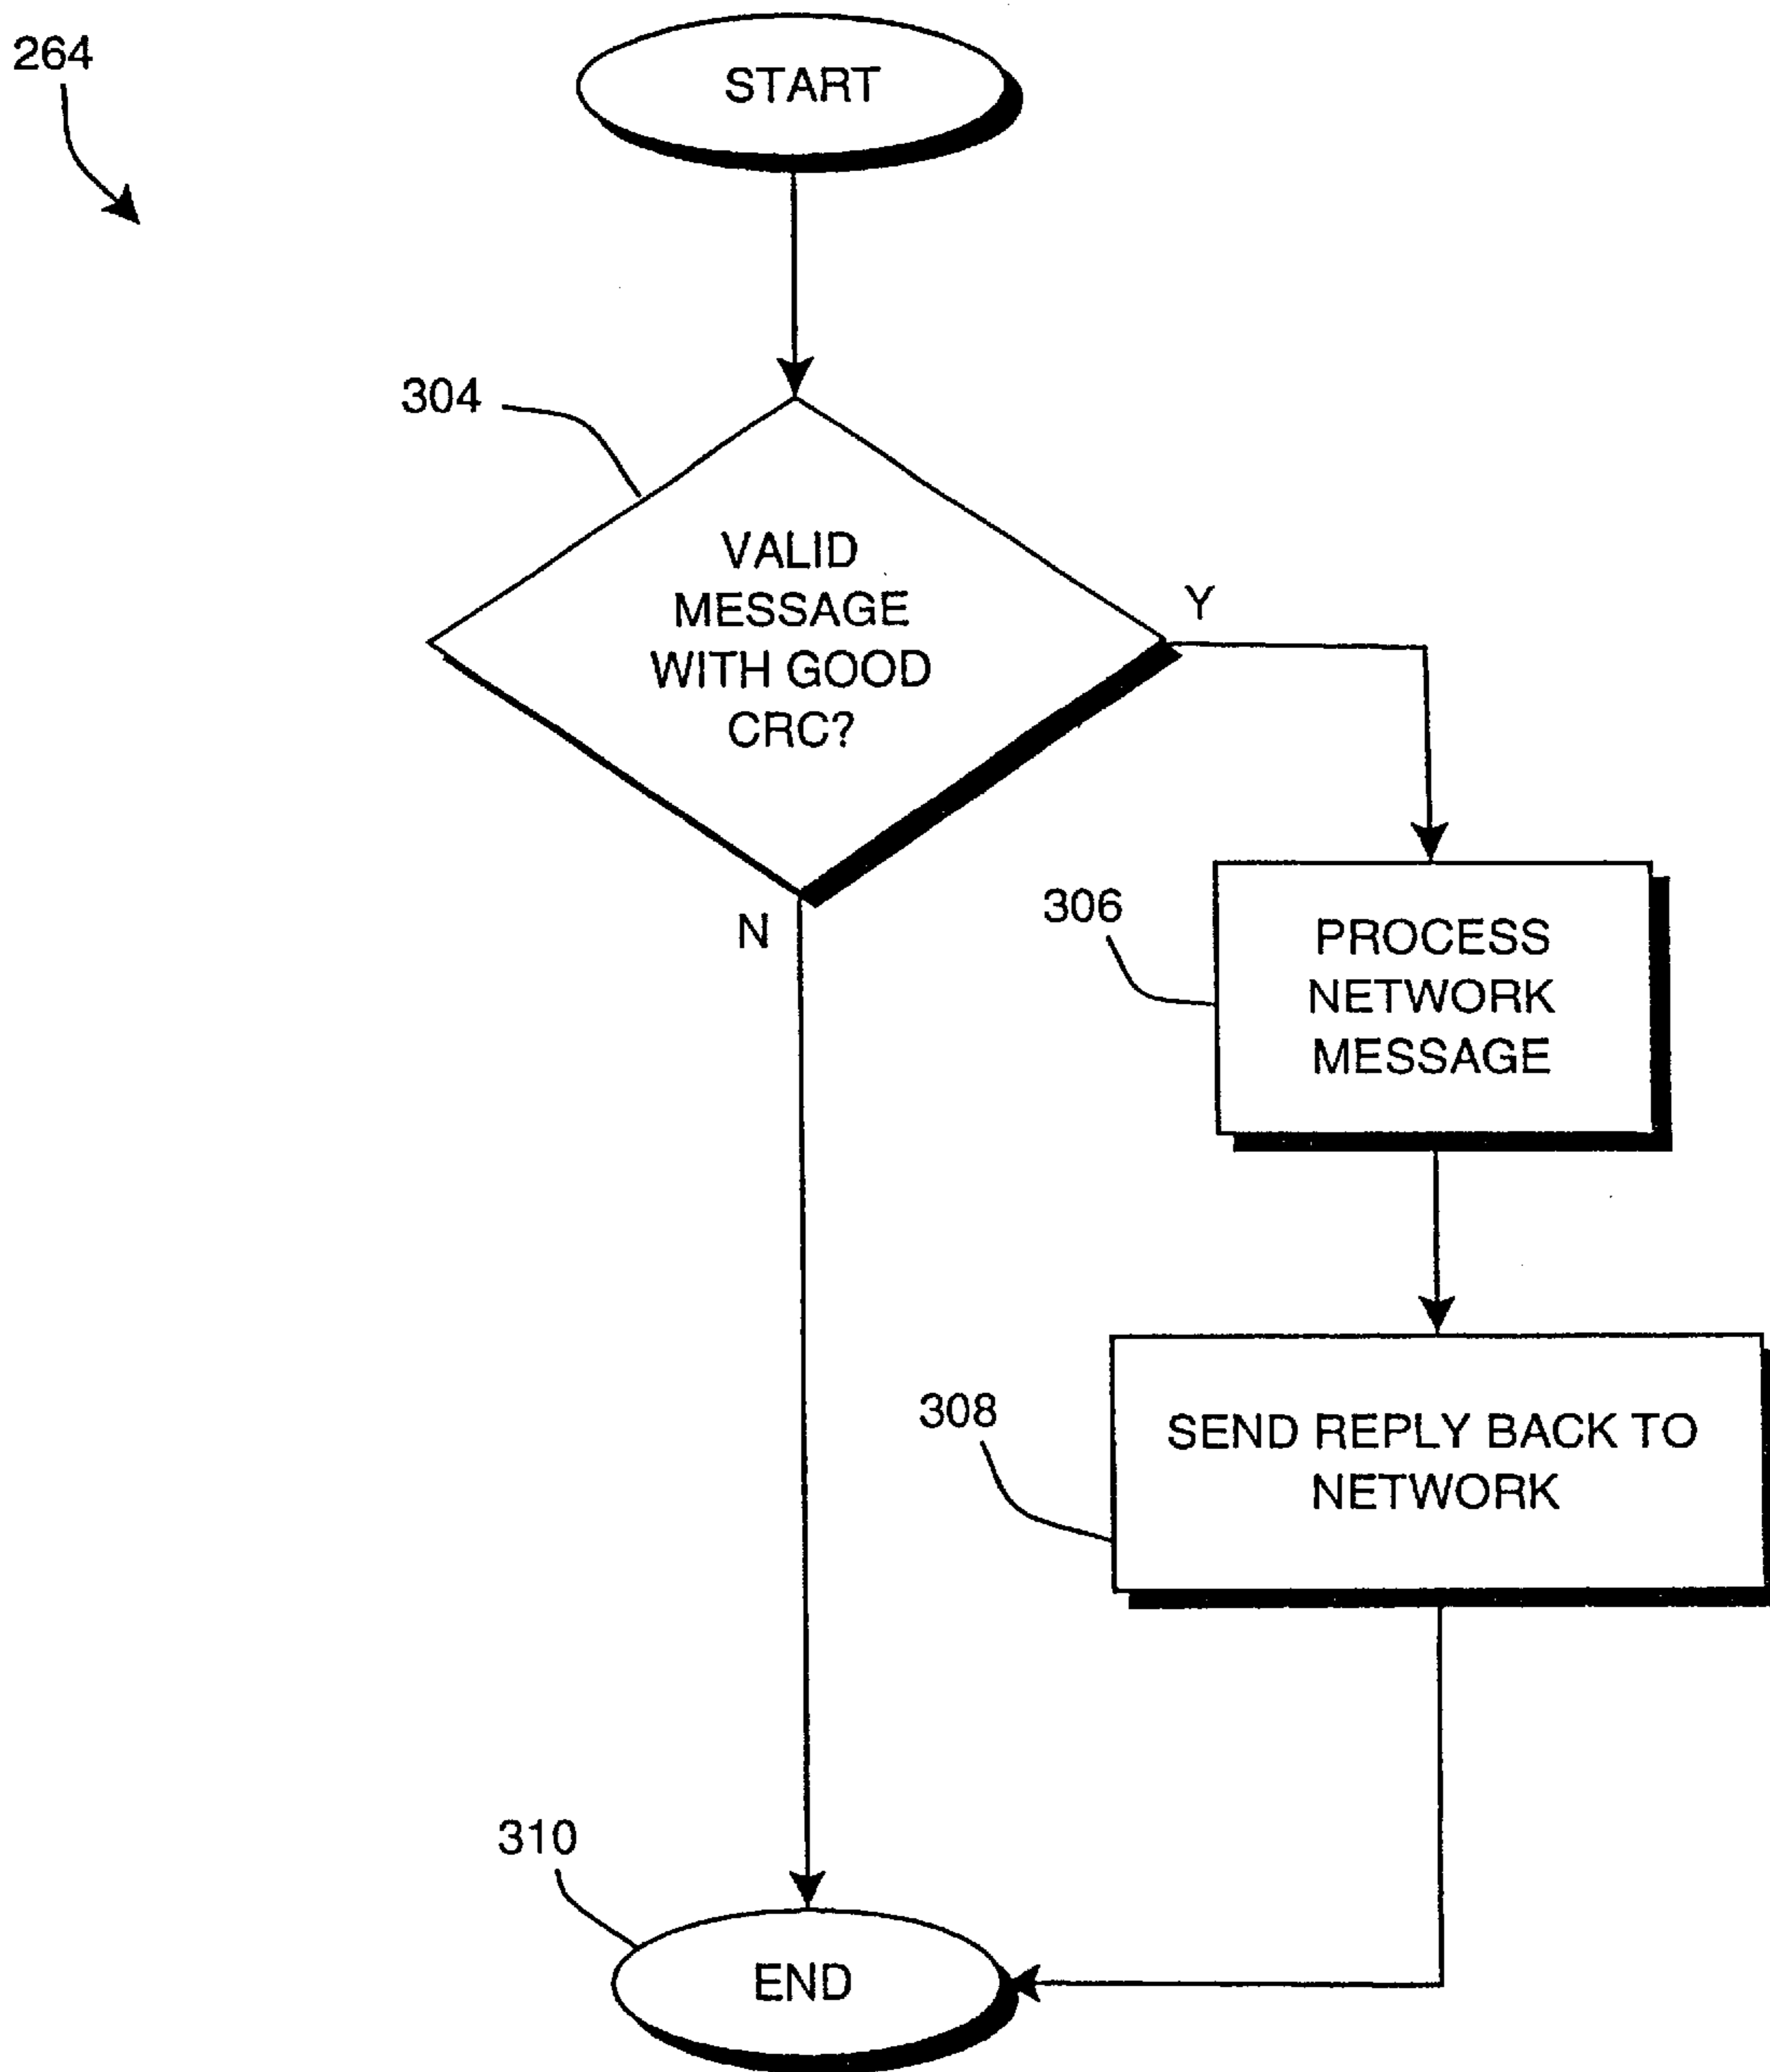 264
START
304
VALID
MESSAGE
WITH GOOD
CRC?
Y
N
306
PROCESS
NETWORK
MESSAGE
308
SEND REPLY BACK TO
NETWORK
310
END